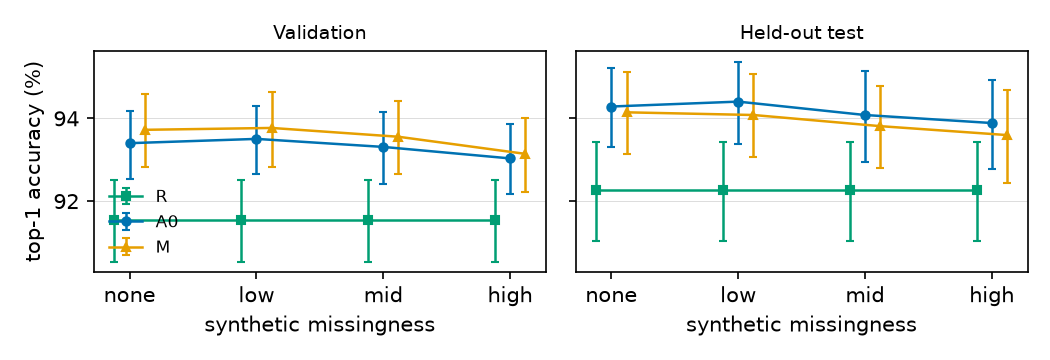 Validation
Held-out test
top-1 accuracy (%)
94
92
R
A0
M
none low mid high
none low mid high
synthetic missingness
synthetic missingness